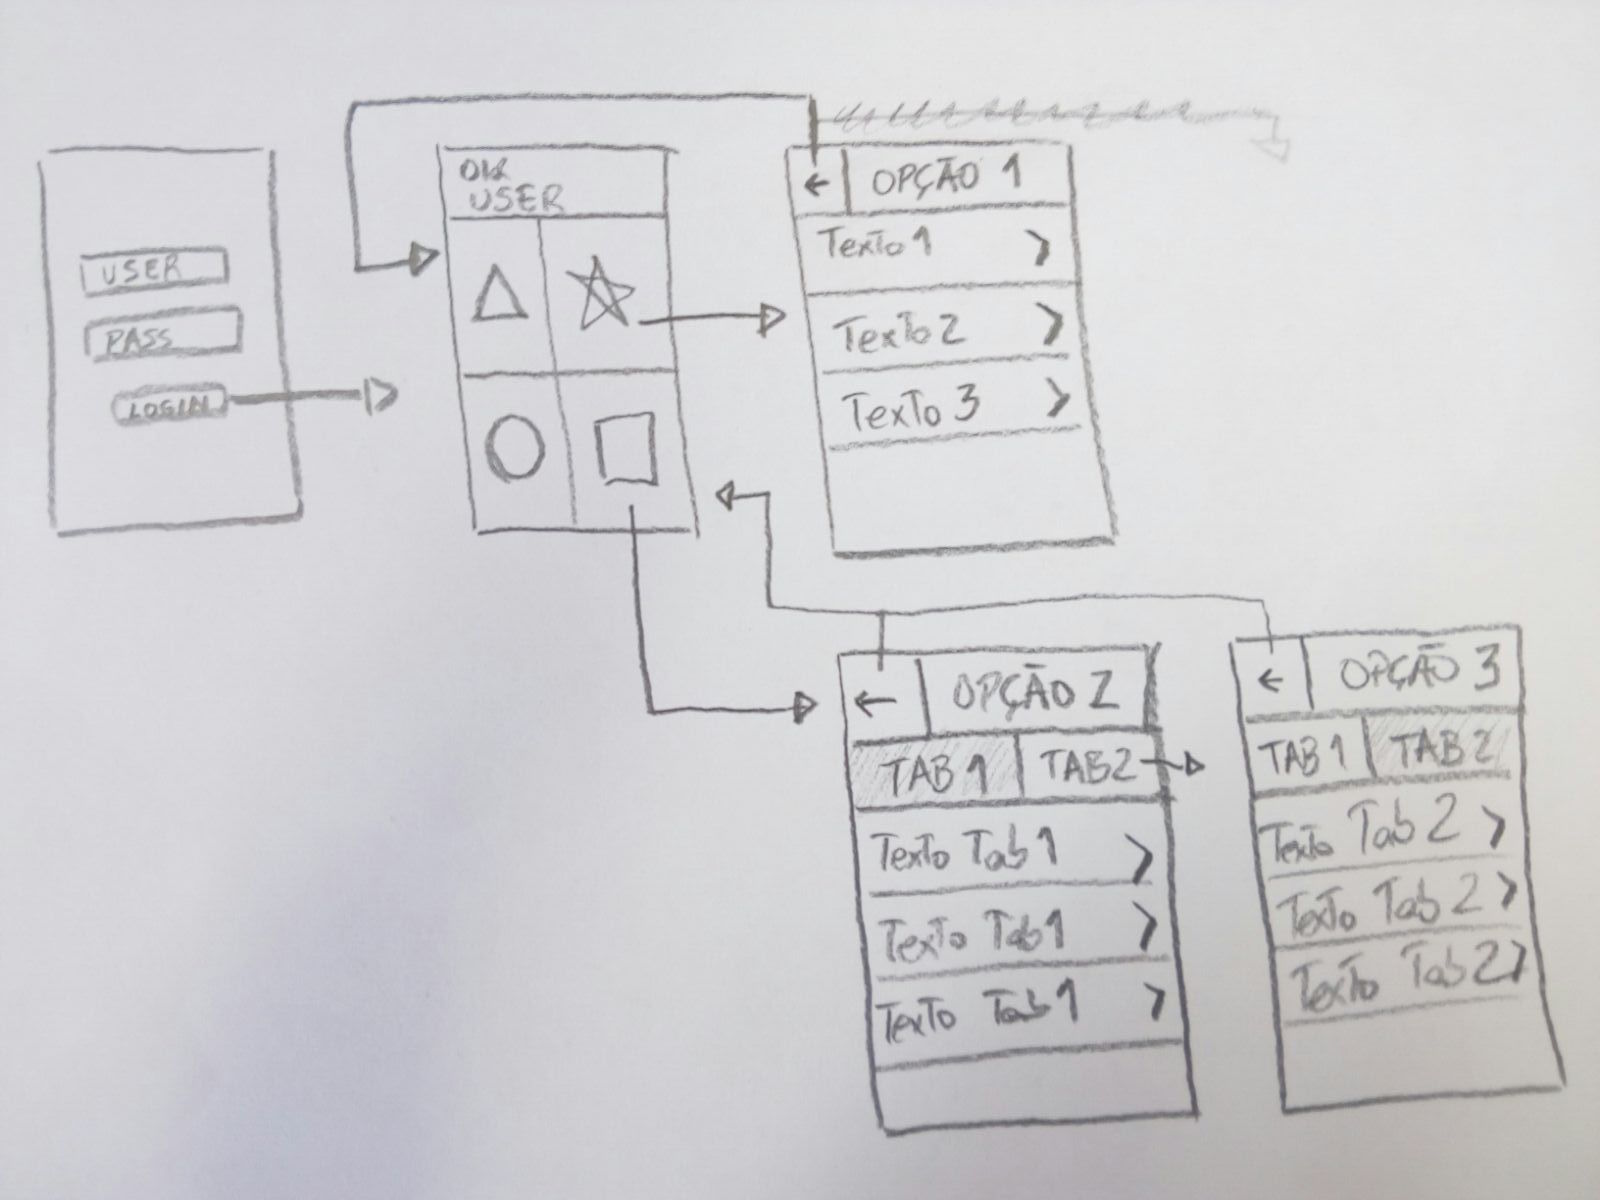 USER
PASS
LOGIN
OlÁ
USER
← OPÇÃO 1
Texto 1 >
Texto 2 >
Texto 3 >
← OPÇÃO 2
TAB 1 TAB 2
Texto Tab 1 >
Texto Tab 1 >
Texto Tab 1 >
← OPÇÃO 3
TAB 1 TAB 2
Texto Tab 2 >
Texto Tab 2 >
Texto Tab 2 >